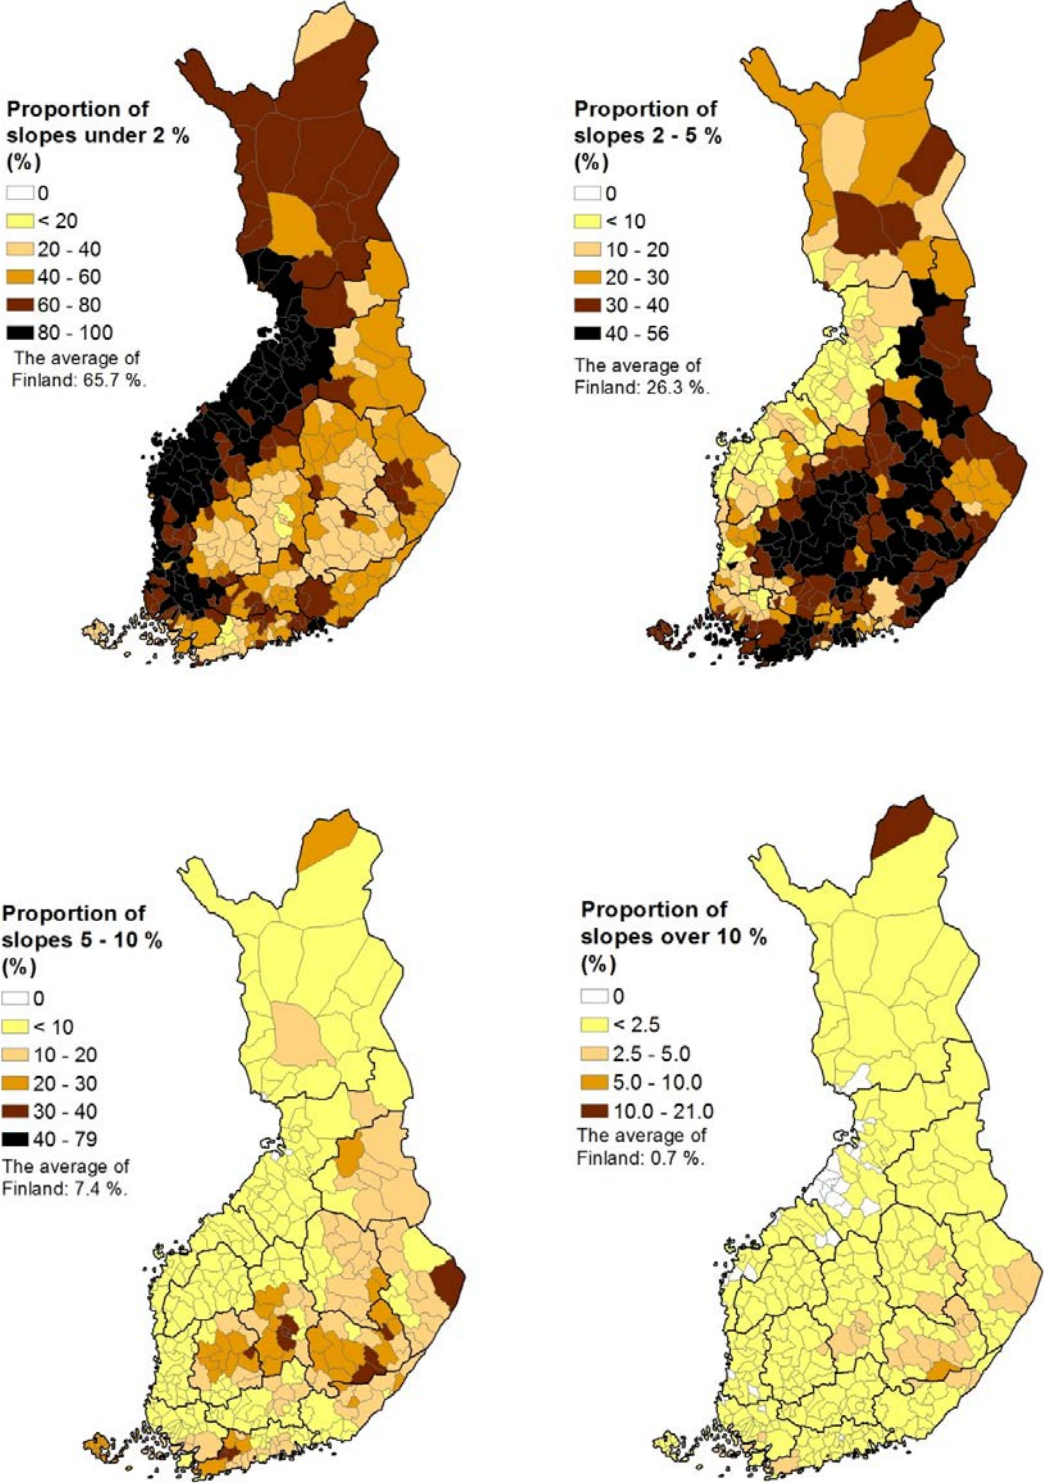 Proportion of
slopes under 2 %
(%)
0
< 20
20 - 40
40 - 60
60 - 80
80 - 100
The average of
Finland: 65.7 %.
Proportion of
slopes 2 - 5 %
(%)
0
< 10
10 - 20
20 - 30
30 - 40
40 - 56
The average of
Finland: 26.3 %.
Proportion of
slopes 5 - 10 %
(%)
0
< 10
10 - 20
20 - 30
30 - 40
40 - 79
The average of
Finland: 7.4 %.
Proportion of
slopes over 10 %
(%)
0
< 2.5
2.5 - 5.0
5.0 - 10.0
10.0 - 21.0
The average of
Finland: 0.7 %.